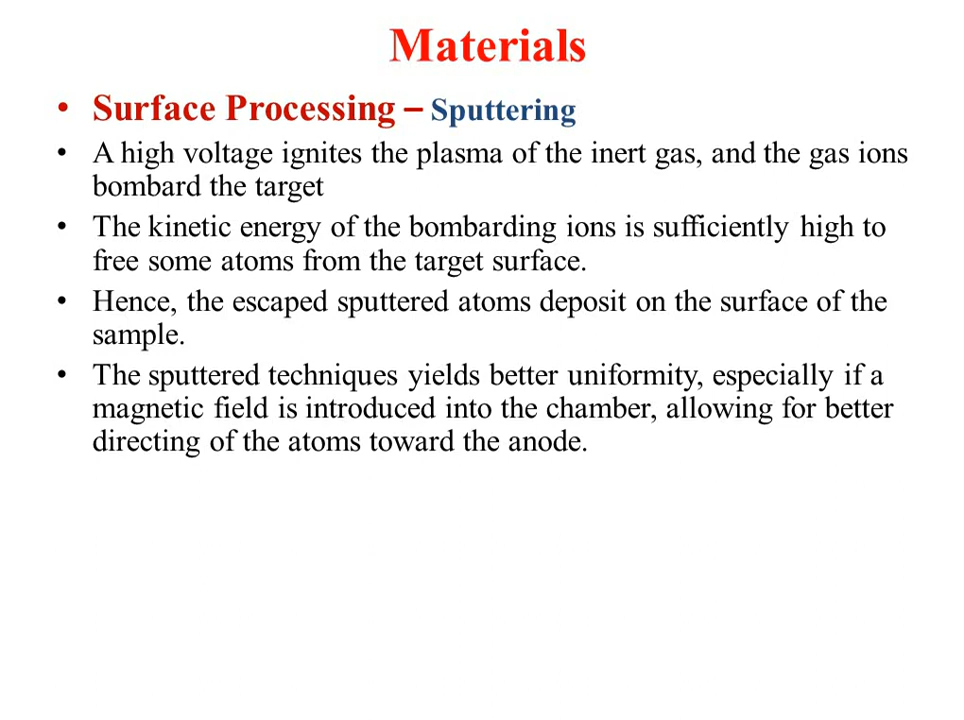 Materials
• Surface Processing – Sputtering
• A high voltage ignites the plasma of the inert gas, and the gas ions
bombard the target
• The kinetic energy of the bombarding ions is sufficiently high to
free some atoms from the target surface.
• Hence, the escaped sputtered atoms deposit on the surface of the
sample.
• The sputtered techniques yields better uniformity, especially if a
magnetic field is introduced into the chamber, allowing for better
directing of the atoms toward the anode.